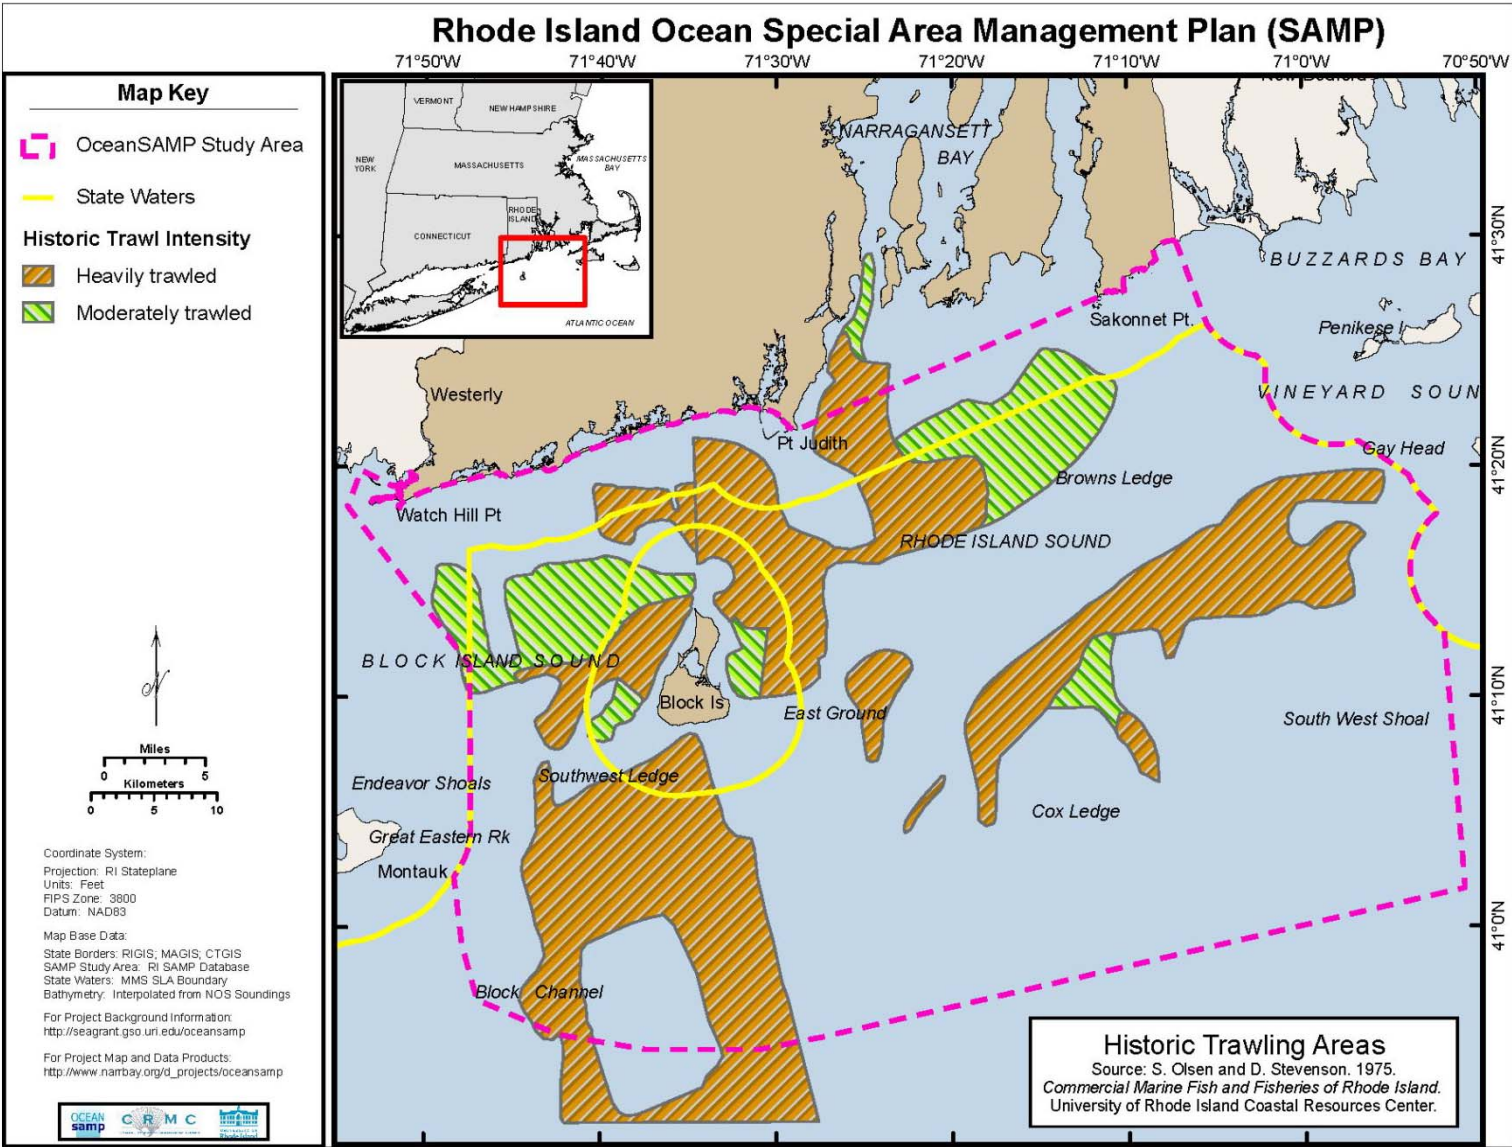 Rhode Island Ocean Special Area Management Plan (SAMP)
71°50'W
71°40'W
71°30'W
71°20'W
71°10'W
71°0'W
70°50'W
Map Key
OceanSAMP Study Area
State Waters
Historic Trawl Intensity
Heavily trawled
Moderately trawled
Miles
0 5
Kilometers
0 5 10
Coordinate System:
Projection: RI Stateplane
Units: Feet
FIPS Zone: 3800
Datum: NAD83
Map Base Data:
State Borders: RIGIS; MAGIS; CTGIS
SAMP Study Area: RI SAMP Database
State Waters: MMS SLA Boundary
Bathymetry: Interpolated from NOS Soundings
For Project Background Information:
http://seagrant.gso.uri.edu/oceansamp
For Project Map and Data Products:
http://www.narrbay.org/d_projects/oceansamp
OCEAN
samp
CRMC
VERMONT
NEW HAMPSHIRE
NEW
YORK
MASSACHUSETTS
MASSACHUSETTS
BAY
CONNECTICUT
RHODE
ISLAND
ATLANTIC OCEAN
NARRAGANSETT
BAY
41°30'N
BUZZARDS BAY
Sakonnet Pt.
Penikese I
Westerly
VINEYARD SOUN
Pt Judith
Gay Head
41°20'N
Browns Ledge
Watch Hill Pt
RHODE ISLAND SOUND
BLOCK ISLAND SOUND
Block Is
East Ground
South West Shoal
41°10'N
Southwest Ledge
Endeavor Shoals
Cox Ledge
Great Eastern Rk
Montauk
41°0'N
Block Channel
Historic Trawling Areas
Source: S. Olsen and D. Stevenson. 1975.
Commercial Marine Fish and Fisheries of Rhode Island.
University of Rhode Island Coastal Resources Center.